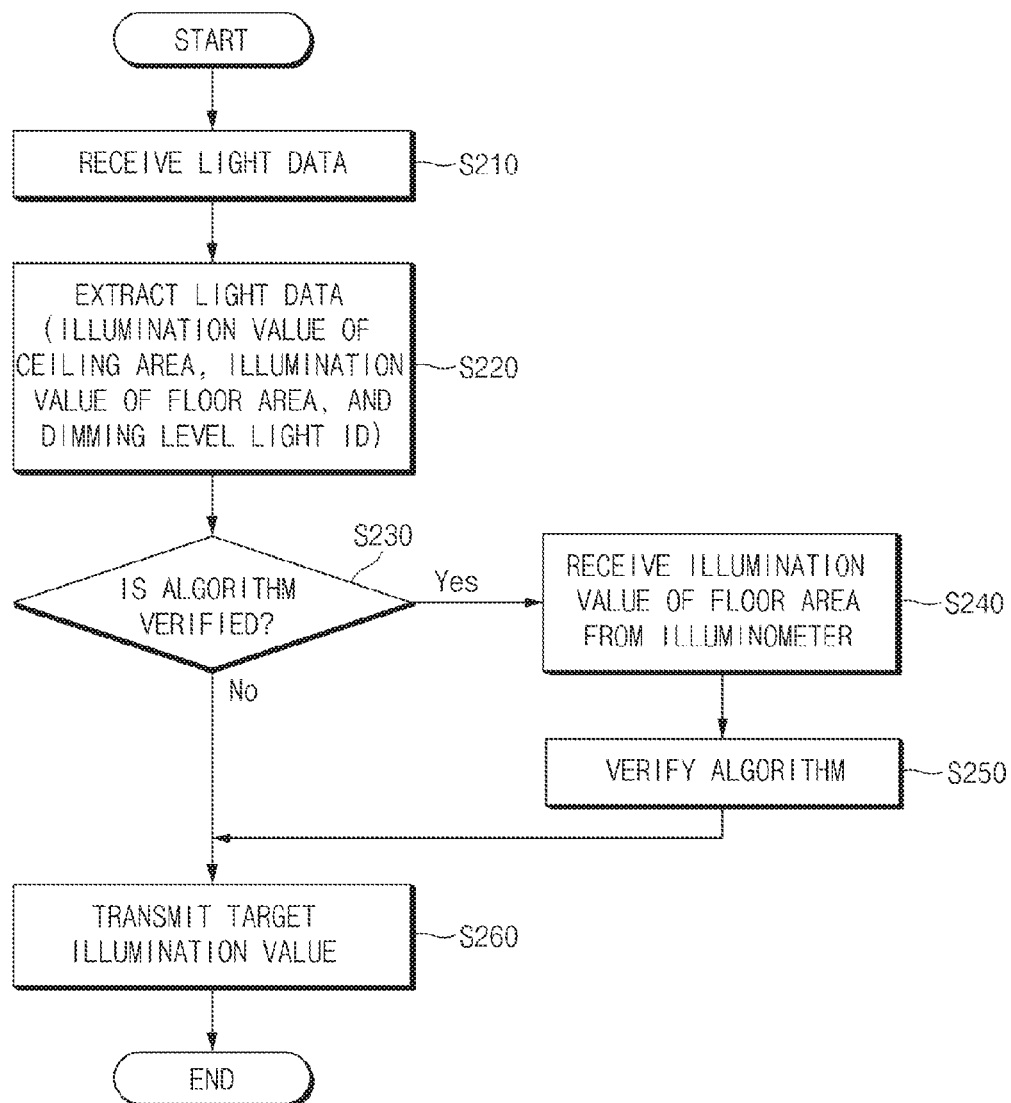 START
RECEIVE LIGHT DATA
S210
EXTRACT LIGHT DATA
(ILLUMINATION VALUE OF
CEILING AREA, ILLUMINATION
VALUE OF FLOOR AREA, AND
DIMMING LEVEL LIGHT ID)
S220
S230
IS ALGORITHM
VERIFIED?
Yes
No
RECEIVE ILLUMINATION
VALUE OF FLOOR AREA
FROM ILLUMINOMETER
S240
VERIFY ALGORITHM
S250
TRANSMIT TARGET
ILLUMINATION VALUE
S260
END